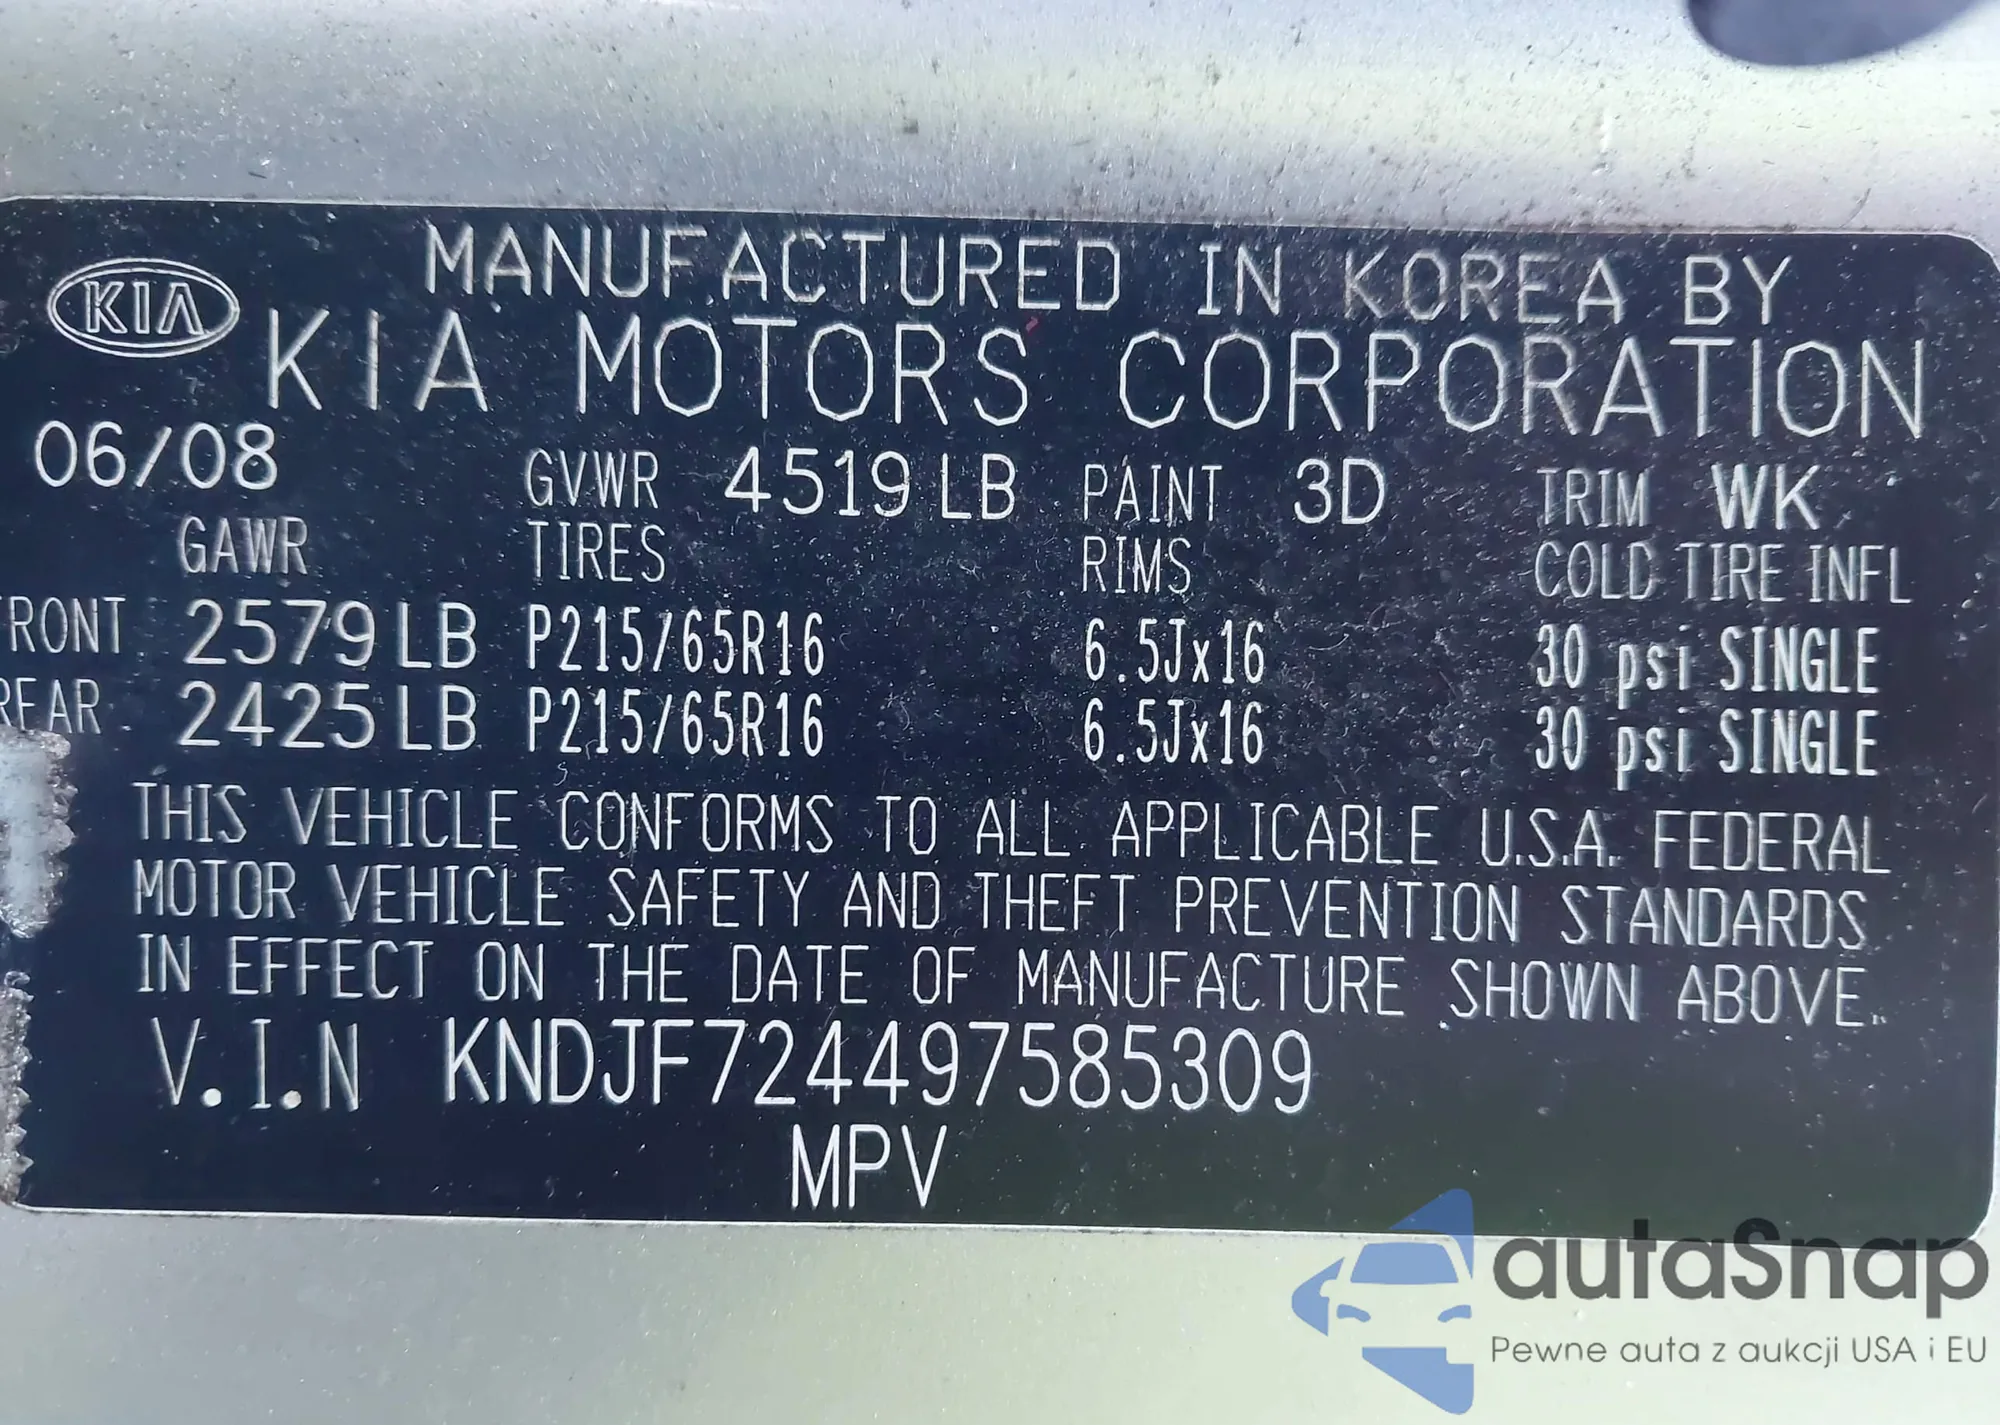 MANUFACTURED IN KOREA BY
KIA KIA MOTORS CORPORATION
06/08 GVWR 4519 LB PAINT 3D TRIM WK
GAWR TIRES RIMS COLD TIRE INFL
FRONT 2579 LB P215/65R16 6.5Jx16 30 psi SINGLE
REAR 2425 LB P215/65R16 6.5Jx16 30 psi SINGLE
THIS VEHICLE CONFORMS TO ALL APPLICABLE U.S.A. FEDERAL
MOTOR VEHICLE SAFETY AND THEFT PREVENTION STANDARDS
IN EFFECT ON THE DATE OF MANUFACTURE SHOWN ABOVE.
V.I.N KNDJF724497585309
MPV
autaSnap
Pewne auta z aukcji USA i EU